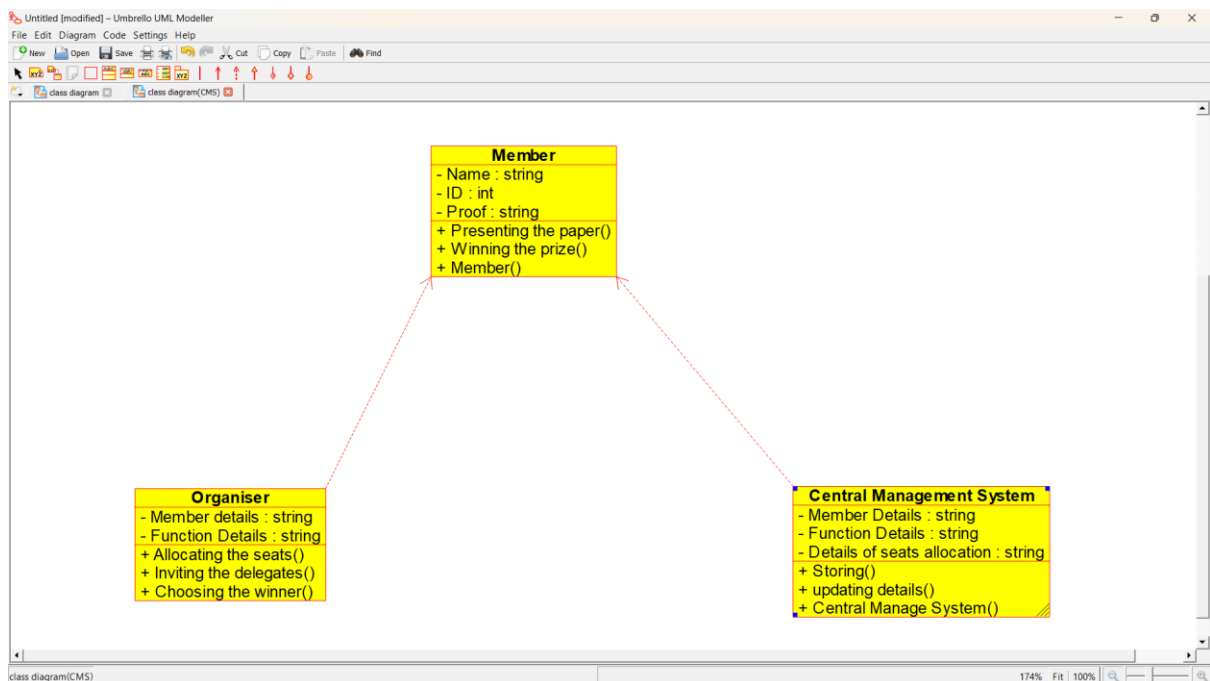 Untitled [modified] – Umbrello UML Modeller
File Edit Diagram Code Settings Help
New Open Save Cut Copy Paste Find
class diagram class diagram(CMS)
Member
- Name : string
- ID : int
- Proof : string
+ Presenting the paper()
+ Winning the prize()
+ Member()
Organiser
- Member details : string
- Function Details : string
+ Allocating the seats()
+ Inviting the delegates()
+ Choosing the winner()
Central Management System
- Member Details : string
- Function Details : string
- Details of seats allocation : string
+ Storing()
+ updating details()
+ Central Manage System()
class diagram(CMS) 174% Fit 100%